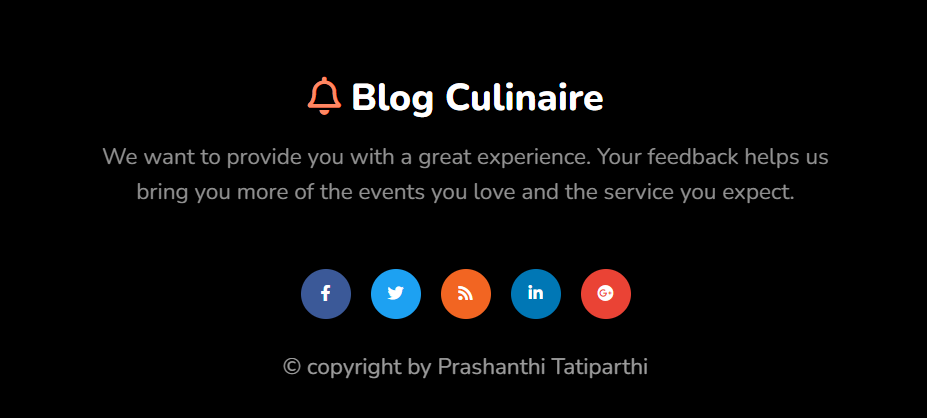 Blog Culinaire
We want to provide you with a great experience. Your feedback helps us
bring you more of the events you love and the service you expect.
© copyright by Prashanthi Tatiparthi